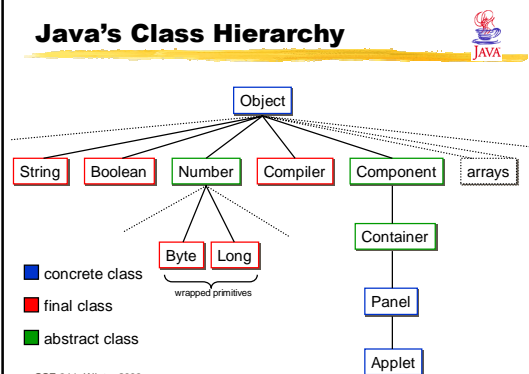 Java's Class Hierarchy
JAVA
Object
String Boolean Number Compiler Component arrays
Container
Byte Long
wrapped primitives
concrete class
Panel
final class
abstract class
Applet